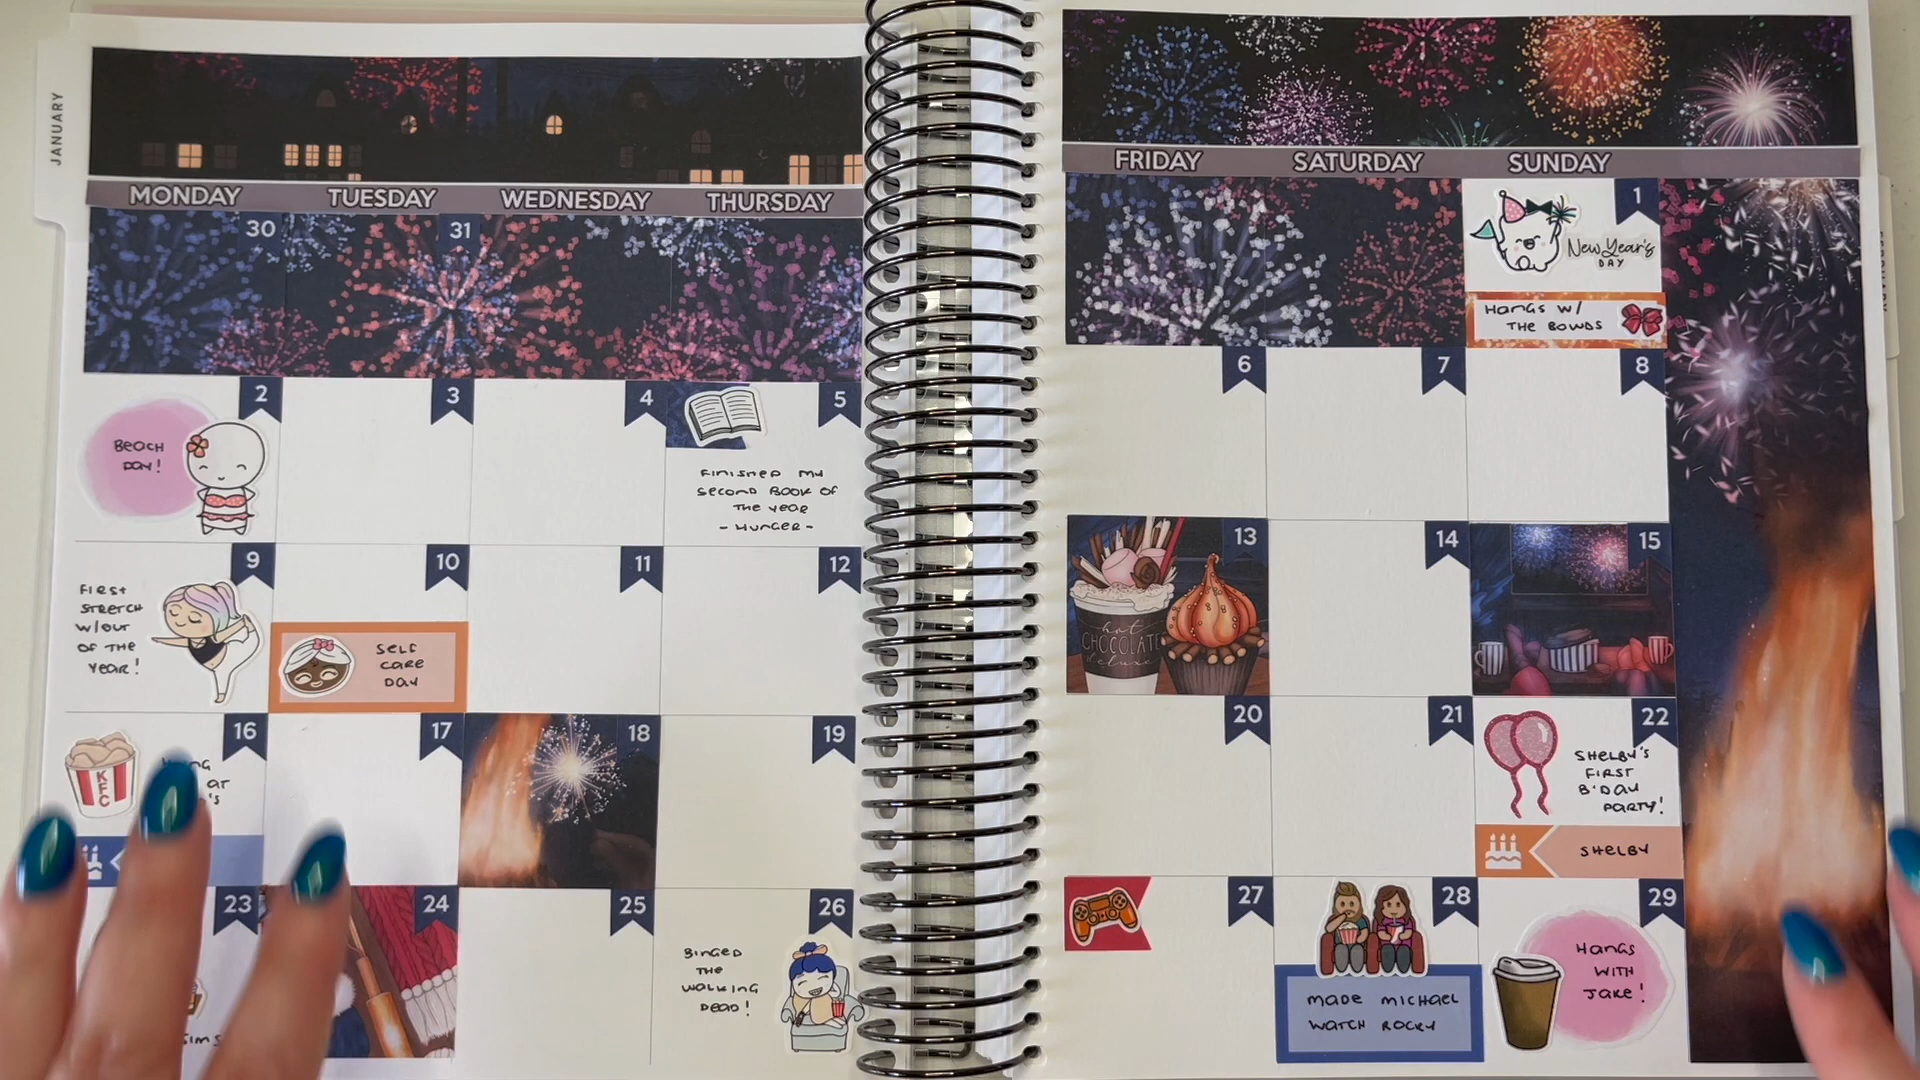 JANUARY
MONDAY
TUESDAY
WEDNESDAY
THURSDAY
FRIDAY
SATURDAY
SUNDAY
30
31
1
New Year's
DAY
HANGS W/
THE BOWDS
2
BEACH
DAY!
3
4
5
FINISHED MY
SECOND BOOK OF
THE YEAR
- HUNGER -
6
7
8
9
FIRST
STRETCH
W/OUT
OF THE
YEAR!
10
SELF
CARE
DAY
11
12
13
hot
CHOCOLATE
deluxe
14
15
16
KFC
AT
17
18
19
20
21
22
SHELBY'S
FIRST
B'DAY
PARTY!
SHELBY
23
SIMS
24
25
26
BINGED
THE
WALKING
DEAD!
27
28
MADE MICHAEL
WATCH ROCKY
29
HANGS
WITH
JAKE!